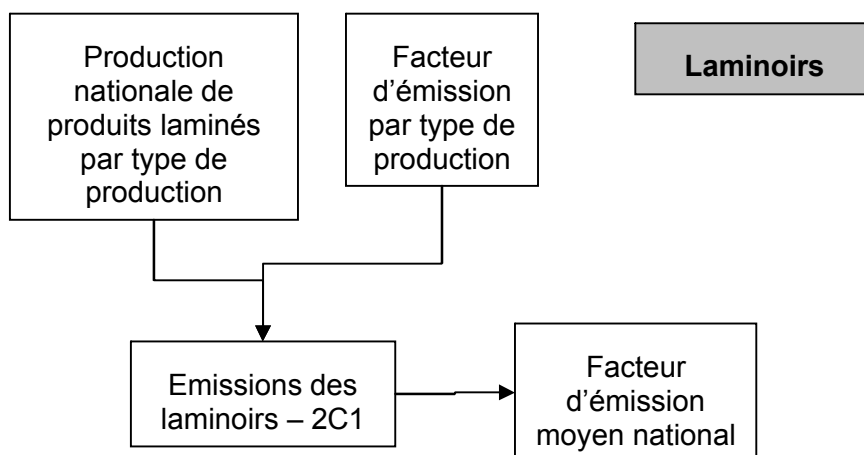 Production
nationale de
produits laminés
par type de
production
Facteur
d’émission
par type de
production
Laminoirs
Emissions des
laminoirs – 2C1
Facteur
d’émission
moyen national